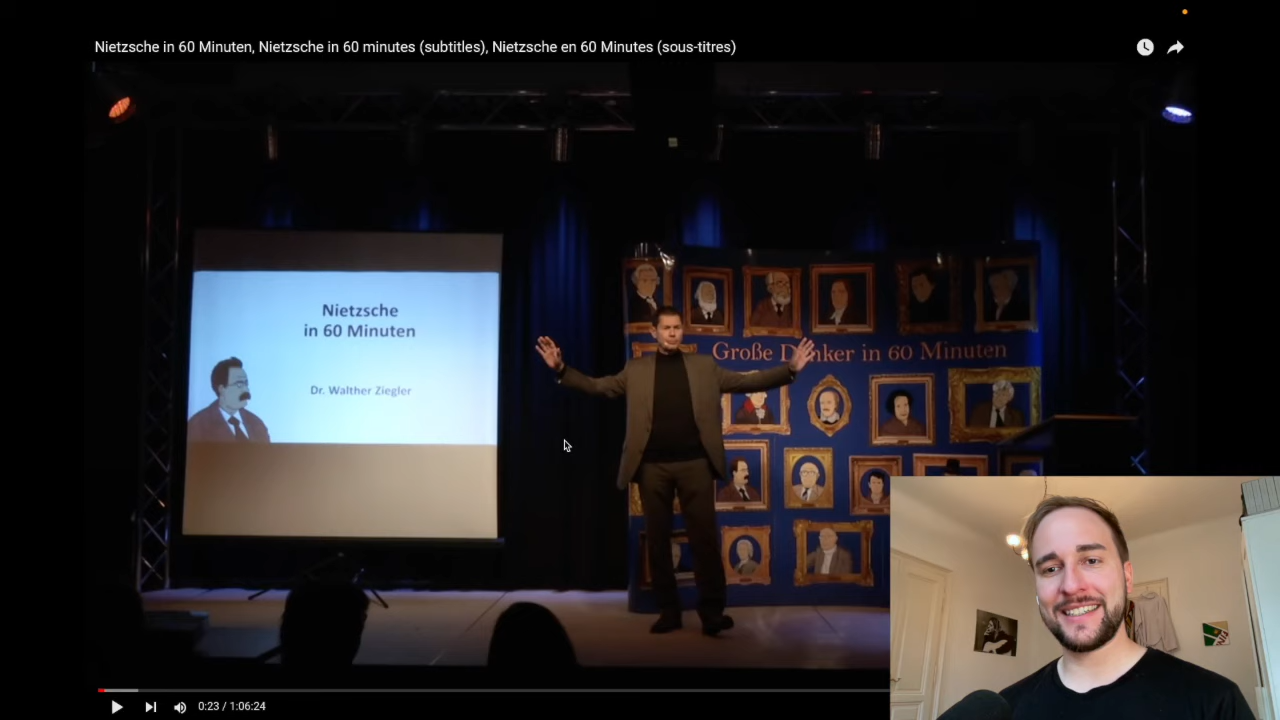 Nietzsche in 60 Minuten, Nietzsche in 60 minutes (subtitles), Nietzsche en 60 Minutes (sous-titres)
Nietzsche
in 60 Minuten
Dr. Walther Ziegler
Große Denker in 60 Minuten
0:23 / 1:06:24